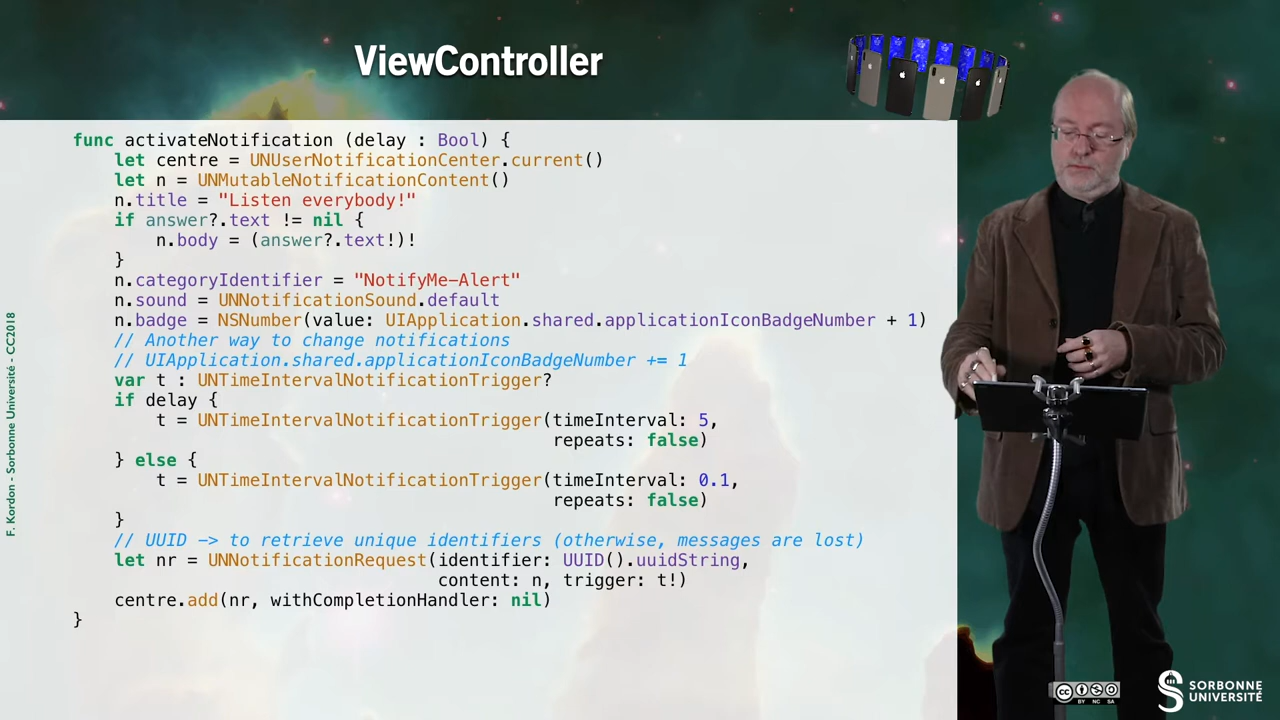 ViewController
func activateNotification (delay : Bool) {
    let centre = UNUserNotificationCenter.current()
    let n = UNMutableNotificationContent()
    n.title = "Listen everybody!"
    if answer?.text != nil {
        n.body = (answer?.text!)!
    }
    n.categoryIdentifier = "NotifyMe-Alert"
    n.sound = UNNotificationSound.default
    n.badge = NSNumber(value: UIApplication.shared.applicationIconBadgeNumber + 1)
    // Another way to change notifications
    // UIApplication.shared.applicationIconBadgeNumber += 1
    var t : UNTimeIntervalNotificationTrigger?
    if delay {
        t = UNTimeIntervalNotificationTrigger(timeInterval: 5,
                                              repeats: false)
    } else {
        t = UNTimeIntervalNotificationTrigger(timeInterval: 0.1,
                                              repeats: false)
    }
    // UUID —> to retrieve unique identifiers (otherwise, messages are lost)
    let nr = UNNotificationRequest(identifier: UUID().uuidString,
                                   content: n, trigger: t!)
    centre.add(nr, withCompletionHandler: nil)
}
F. Kordon - Sorbonne Université - CC2018
CC BY NC SA
SORBONNE
UNIVERSITÉ